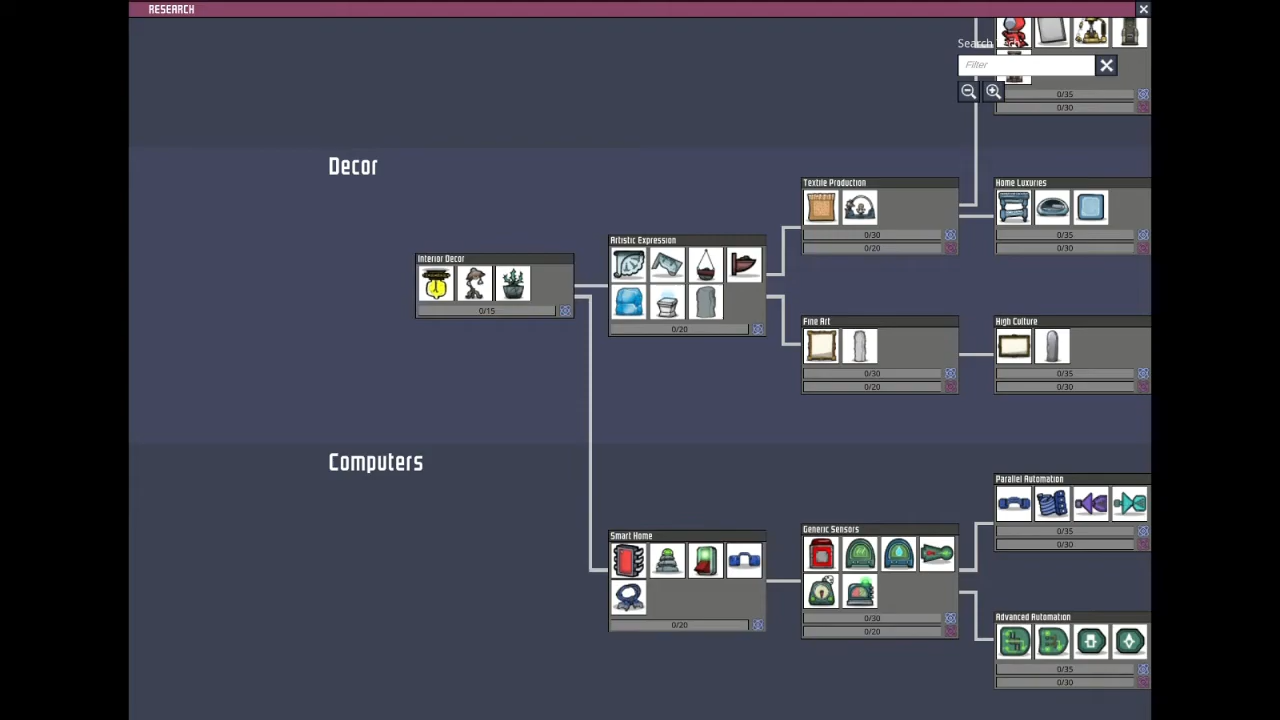 RESEARCH
Search
Filter
0/35
0/30
Decor
Textile Production
0/30
0/20
Home Luxuries
0/35
0/30
Artistic Expression
0/20
Interior Decor
0/15
Fine Art
0/30
0/20
High Culture
0/35
0/30
Computers
Parallel Automation
0/35
0/30
Smart Home
0/20
Generic Sensors
0/30
0/20
Advanced Automation
0/35
0/30